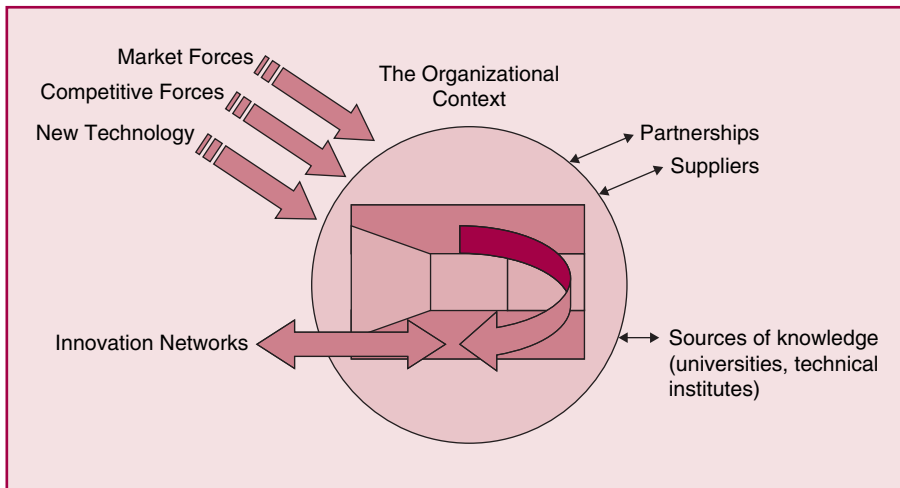 Market Forces
Competitive Forces
New Technology
The Organizational
Context
Partnerships
Suppliers
Innovation Networks
Sources of knowledge
(universities, technical
institutes)